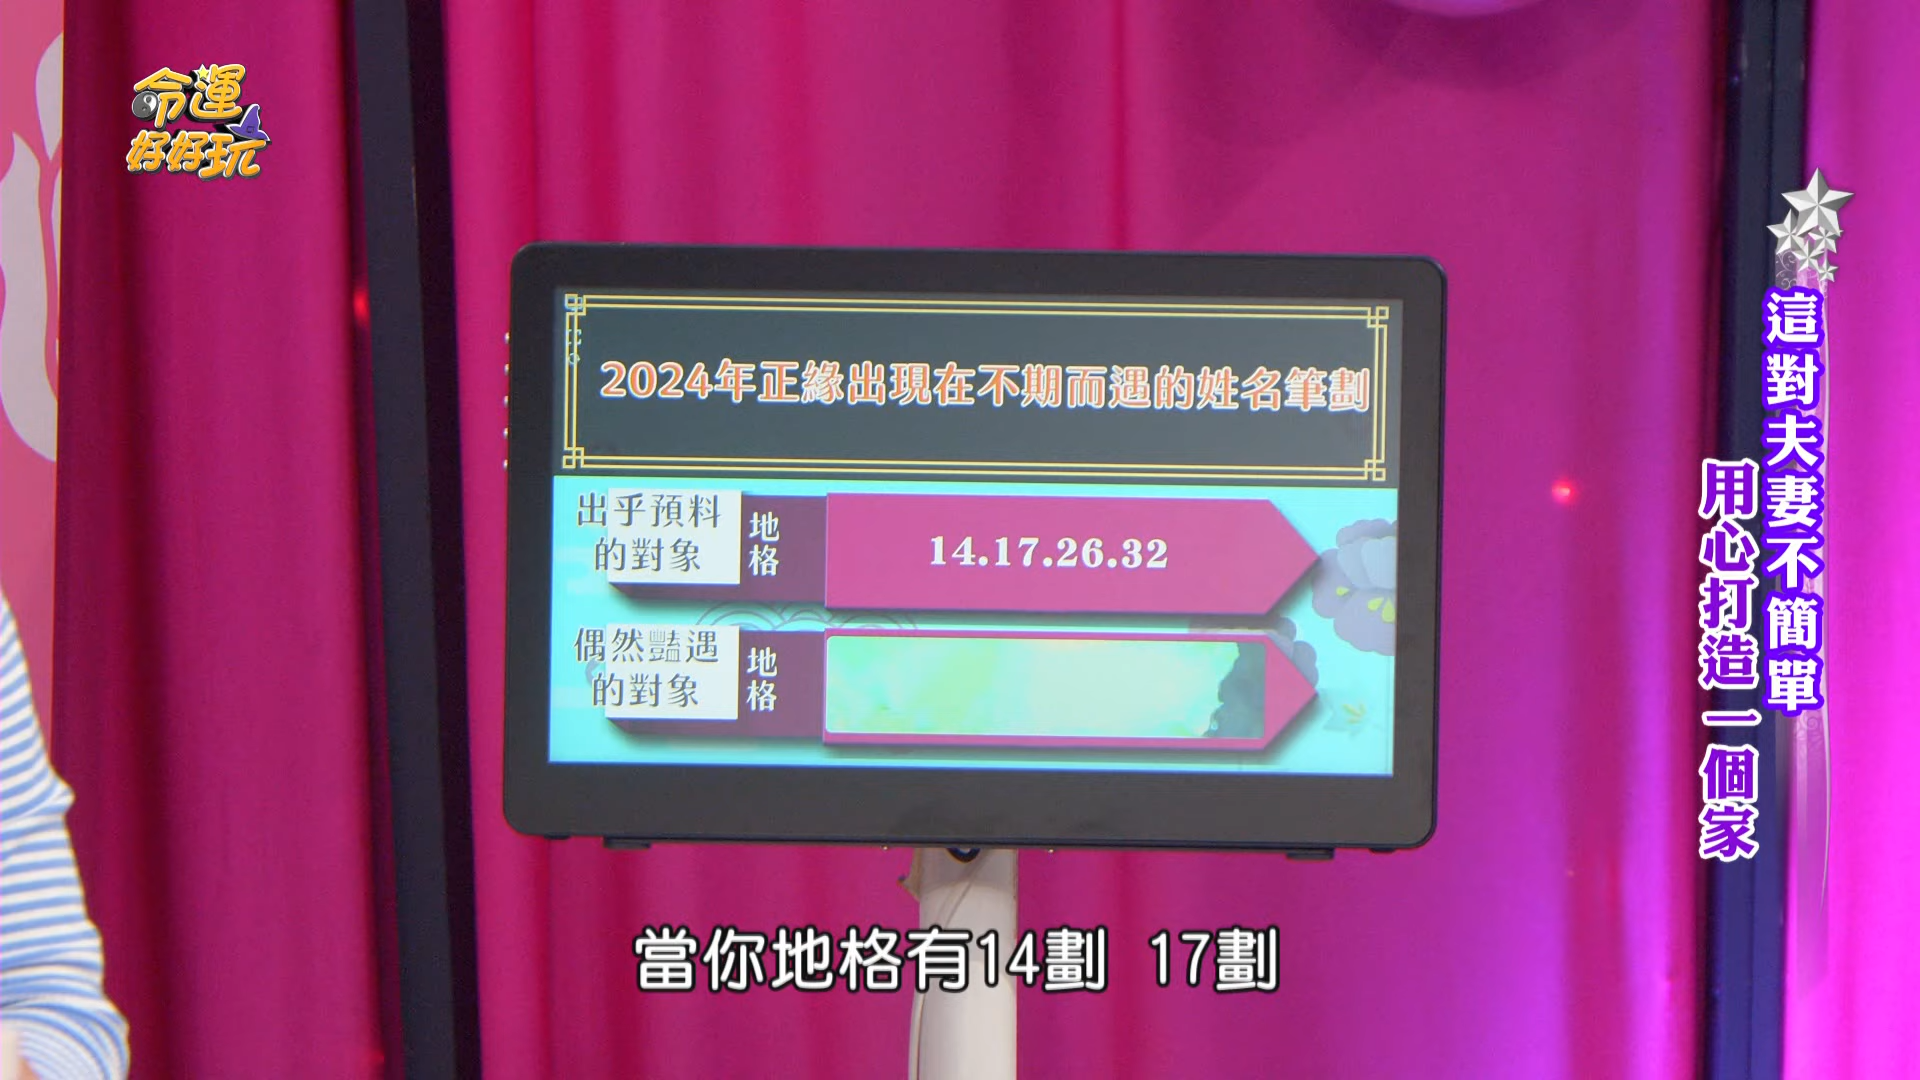 命運
好好玩
2024年正緣出現在不期而遇的姓名筆劃
出乎預料
的對象
地格
14.17.26.32
偶然豔遇
的對象
地格
這對夫妻不簡單
用心打造一個家
當你地格有14劃 17劃